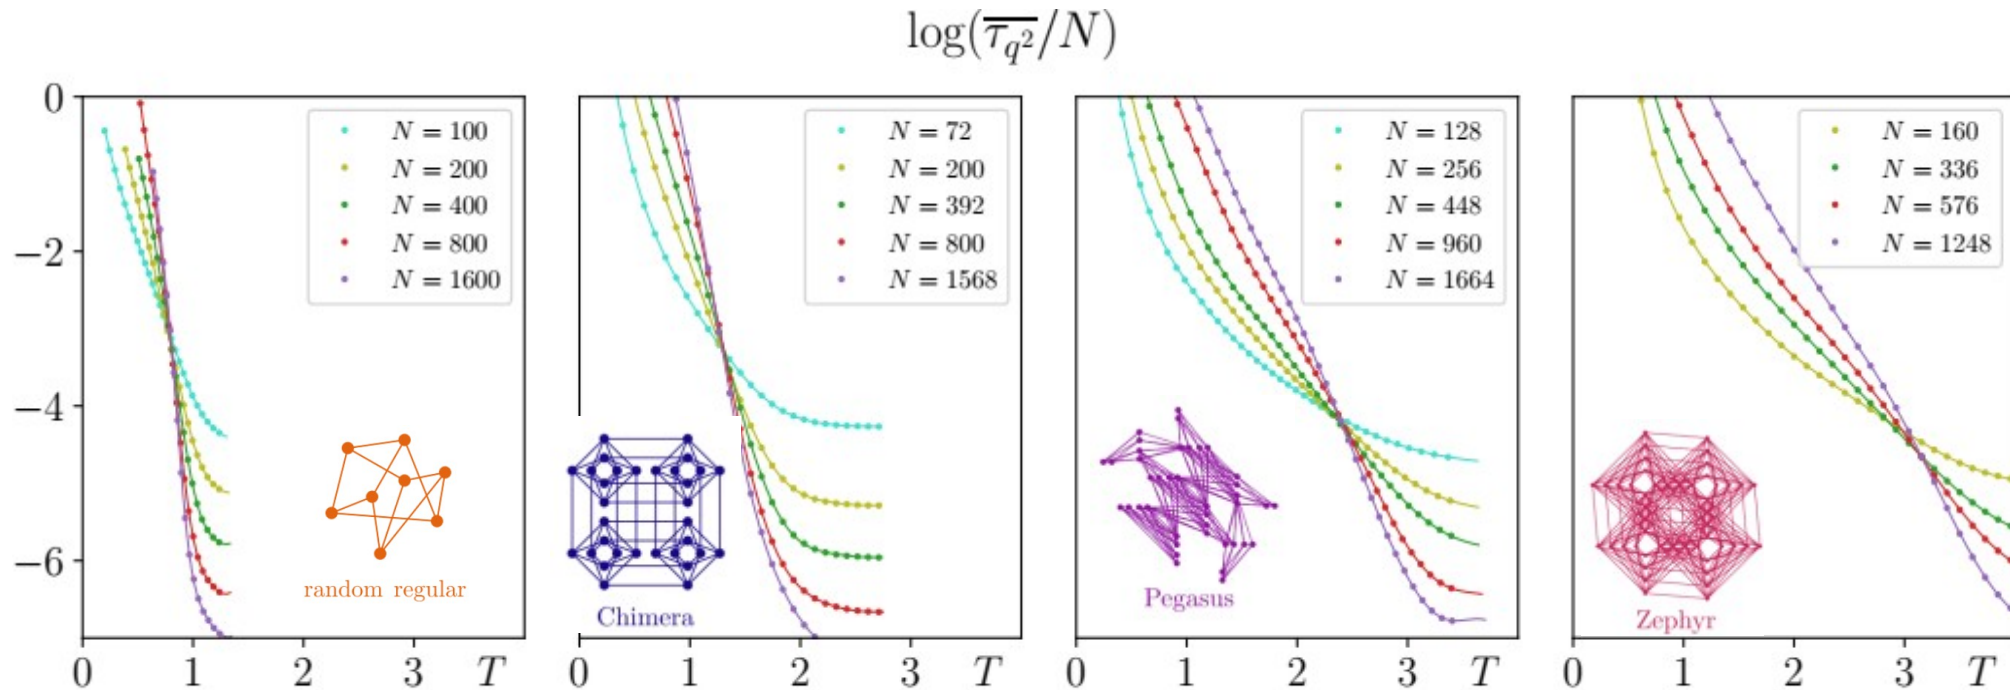 log(τ_{q²}/N)
0
−2
−4
−6
N = 100
N = 200
N = 400
N = 800
N = 1600
random regular
0 1 2 3 T
N = 72
N = 200
N = 392
N = 800
N = 1568
Chimera
0 1 2 3 T
N = 128
N = 256
N = 448
N = 960
N = 1664
Pegasus
0 1 2 3 T
N = 160
N = 336
N = 576
N = 1248
Zephyr
0 1 2 3 T